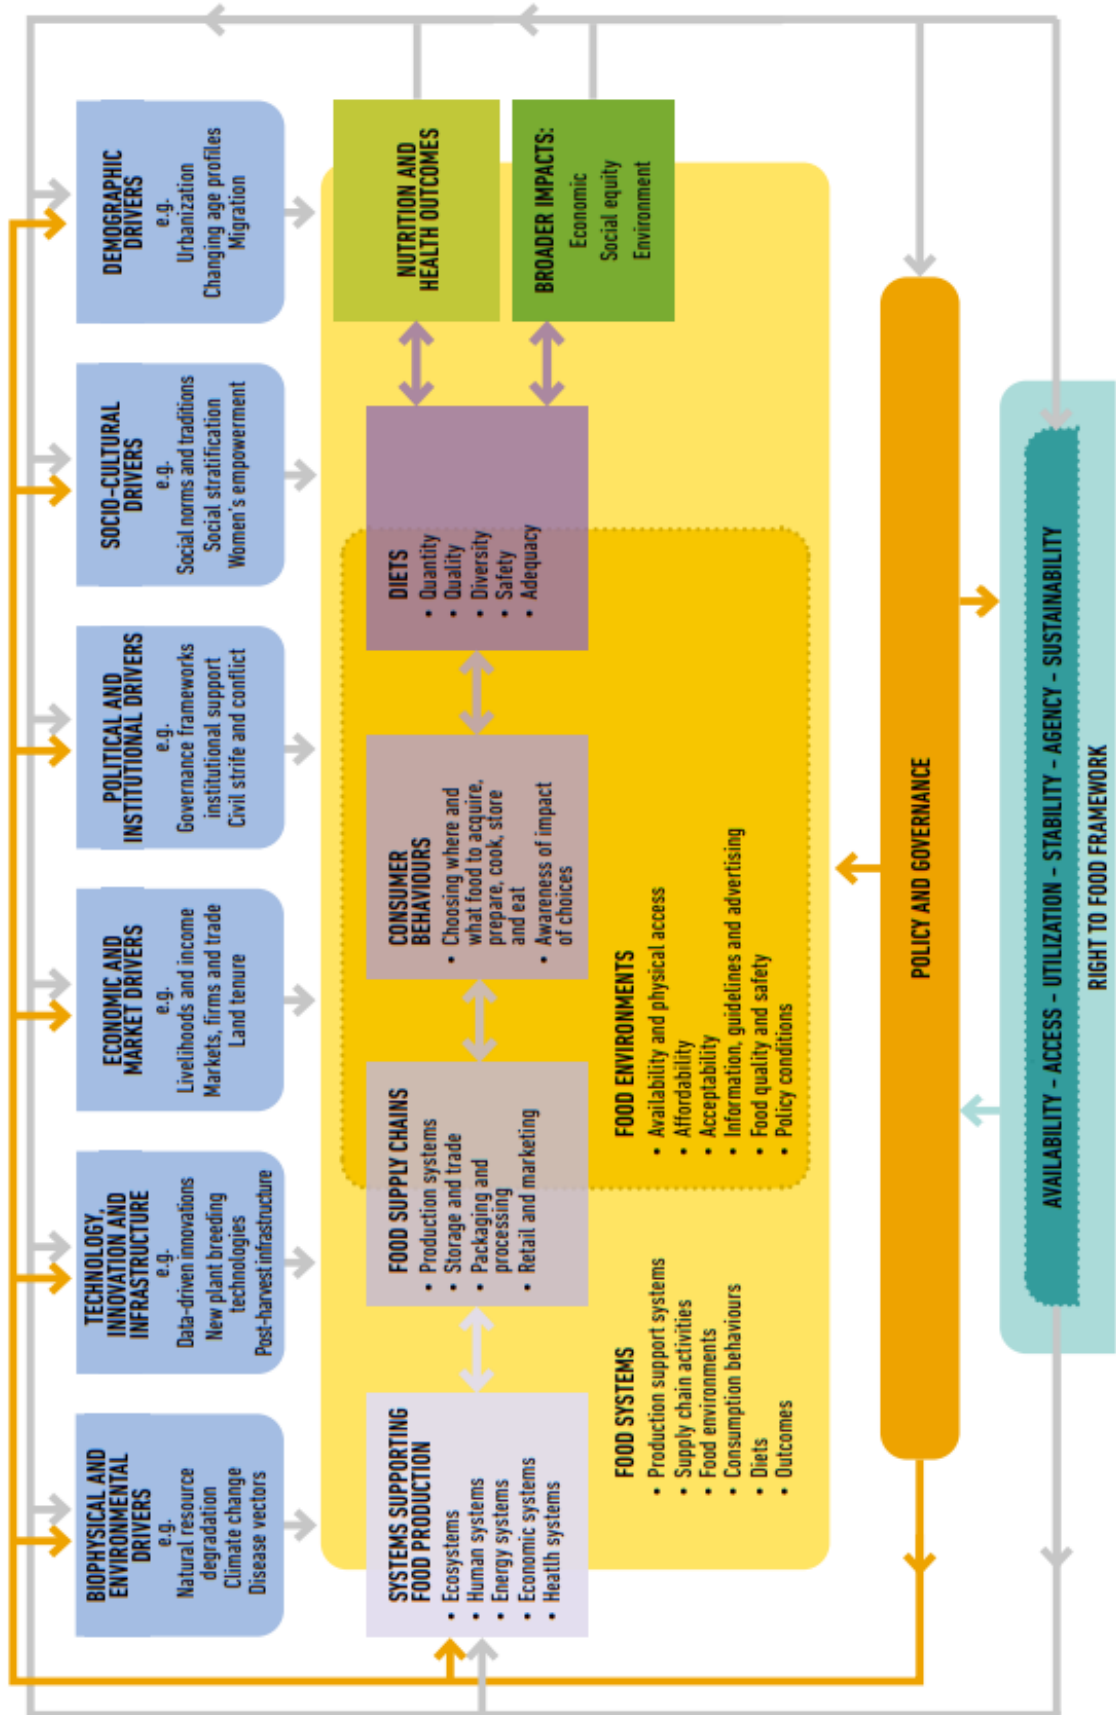 BIOPHYSICAL AND
ENVIRONMENTAL
DRIVERS
e.g.
Natural resource
degradation
Climate change
Disease vectors
TECHNOLOGY,
INNOVATION AND
INFRASTRUCTURE
e.g.
Data-driven innovations
New plant breeding
technologies
Post-harvest infrastructure
ECONOMIC AND
MARKET DRIVERS
e.g.
Livelihoods and income
Markets, firms and trade
Land tenure
POLITICAL AND
INSTITUTIONAL DRIVERS
e.g.
Governance frameworks
institutional support
Civil strife and conflict
SOCIO-CULTURAL
DRIVERS
e.g.
Social norms and traditions
Social stratification
Women's empowerment
DEMOGRAPHIC
DRIVERS
e.g.
Urbanization
Changing age profiles
Migration
SYSTEMS SUPPORTING
FOOD PRODUCTION
• Ecosystems
• Human systems
• Energy systems
• Economic systems
• Heatlh systems
FOOD SUPPLY CHAINS
• Production systems
• Storage and trade
• Packaging and
processing
• Retail and marketing
CONSUMER
BEHAVIOURS
• Choosing where and
what food to acquire,
prepare, cook, store
and eat
• Awareness of impact
of choices
DIETS
• Quantity
• Quality
• Diversity
• Safety
• Adequacy
NUTRITION AND
HEALTH OUTCOMES
BROADER IMPACTS:
Economic
Social equity
Environment
FOOD SYSTEMS
• Production support systems
• Supply chain activities
• Food environments
• Consumption behaviours
• Diets
• Outcomes
FOOD ENVIRONMENTS
• Availability and physical access
• Affordability
• Acceptability
• Information, guidelines and advertising
• Food quality and safety
• Policy conditions
POLICY AND GOVERNANCE
AVAILABILITY – ACCESS – UTILIZATION – STABILITY – AGENCY – SUSTAINABILITY
RIGHT TO FOOD FRAMEWORK